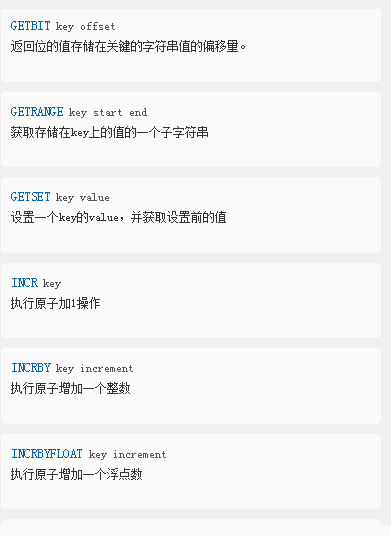 GETBIT key offset
返回位的值存储在关键的字符串值的偏移量。
GETRANGE key start end
获取存储在key上的值的一个子字符串
GETSET key value
设置一个key的value，并获取设置前的值
INCR key
执行原子加1操作
INCRBY key increment
执行原子增加一个整数
INCRBYFLOAT key increment
执行原子增加一个浮点数